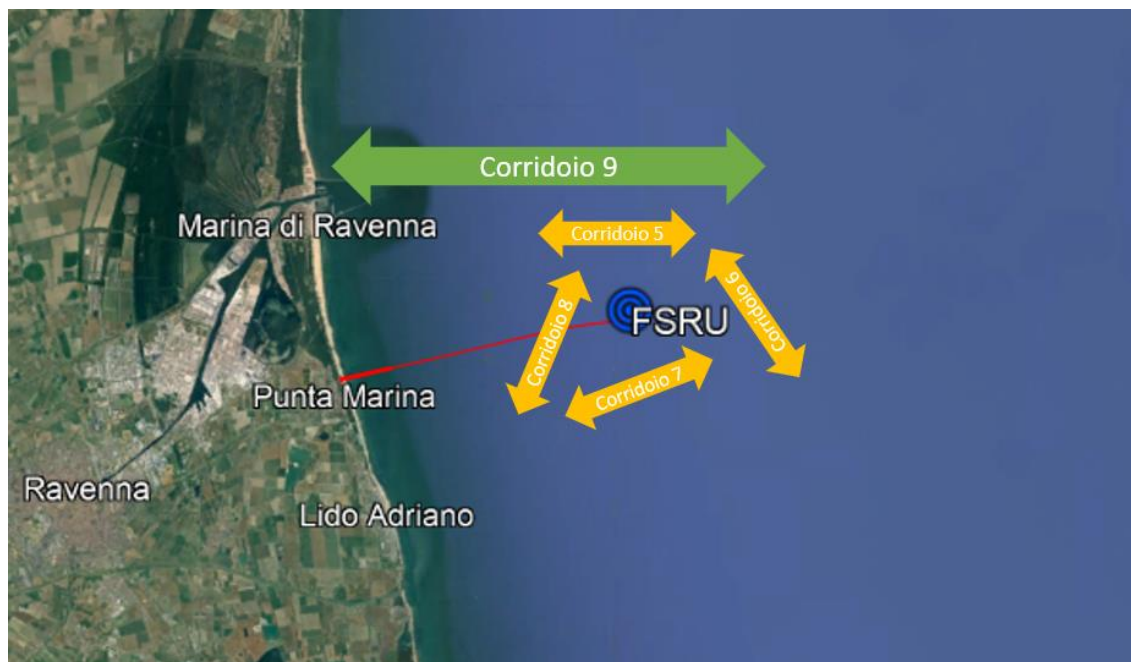 Corridoio 9
Marina di Ravenna
Corridoio 5
Corridoio 6
FSRU
Corridoio 8
Corridoio 7
Punta Marina
Ravenna
Lido Adriano